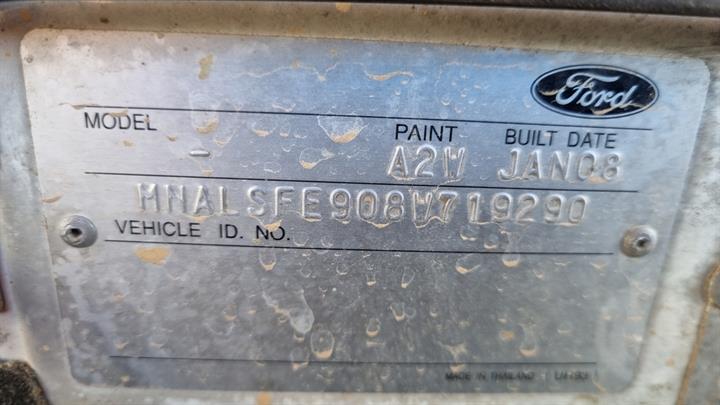 Ford
MODEL PAINT BUILT DATE
- A2W JAN08
MNALSFE908W719290
VEHICLE ID. NO.
MADE IN THAILAND